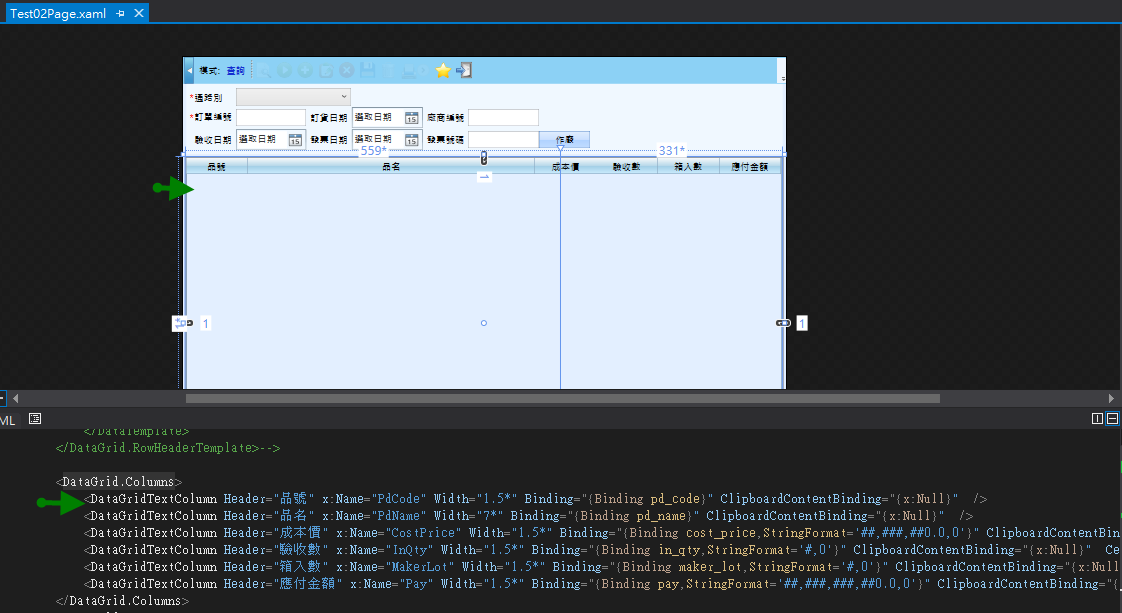 Test02Page.xaml
模式: 查詢
*通路別
*訂單編號 訂貨日期 選取日期 15 廠商編號
驗收日期 選取日期 15 發票日期 選取日期 15 發票號碼 作廢
559* 331*
品號 品名 成本價 驗收數 箱入數 應付金額
1 1
ML
</DataTemplate>
</DataGrid.RowHeaderTemplate>-->
<DataGrid.Columns>
<DataGridTextColumn Header="品號" x:Name="PdCode" Width="1.5*" Binding="{Binding pd_code}" ClipboardContentBinding="{x:Null}"  />
<DataGridTextColumn Header="品名" x:Name="PdName" Width="7*" Binding="{Binding pd_name}" ClipboardContentBinding="{x:Null}"  />
<DataGridTextColumn Header="成本價" x:Name="CostPrice" Width="1.5*" Binding="{Binding cost_price,StringFormat='##,###,##0.0,0'}" ClipboardContentBin
<DataGridTextColumn Header="驗收數" x:Name="InQty" Width="1.5*" Binding="{Binding in_qty,StringFormat='#,0'}" ClipboardContentBinding="{x:Null}"  Ce
<DataGridTextColumn Header="箱入數" x:Name="MakerLot" Width="1.5*" Binding="{Binding maker_lot,StringFormat='#,0'}" ClipboardContentBinding="{x:Null
<DataGridTextColumn Header="應付金額" x:Name="Pay" Width="1.5*" Binding="{Binding pay,StringFormat='##,###,###,##0.0,0'}" ClipboardContentBinding="{
</DataGrid.Columns>